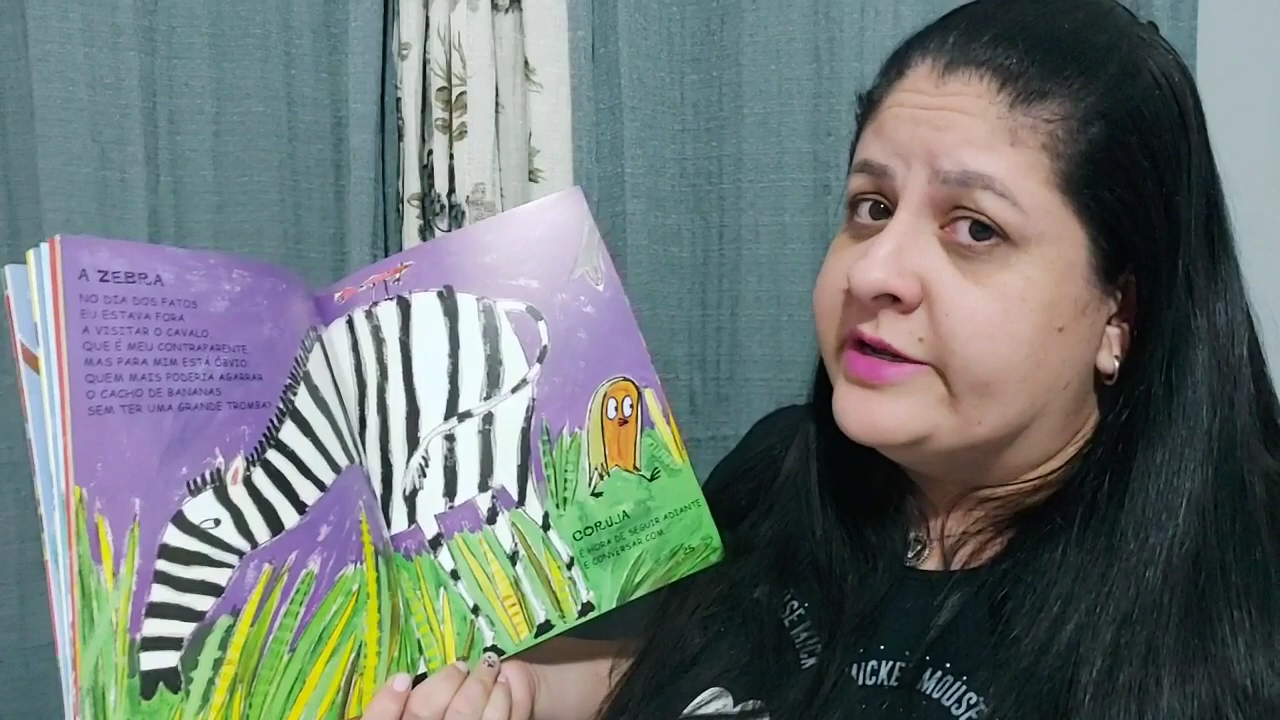 A ZEBRA
NO DIA DOS FATOS
EU ESTAVA FORA
A VISITAR O CAVALO,
QUE É MEU CONTRAPARENTE.
MAS PARA MIM ESTÁ ÓBVIO:
QUEM MAIS PODERIA AGARRAR
O CACHO DE BANANAS
SEM TER UMA GRANDE TROMBA?
CORUJA
É HORA DE SEGUIR ADIANTE
E CONVERSAR COM...
25
MICKEY MOUSE